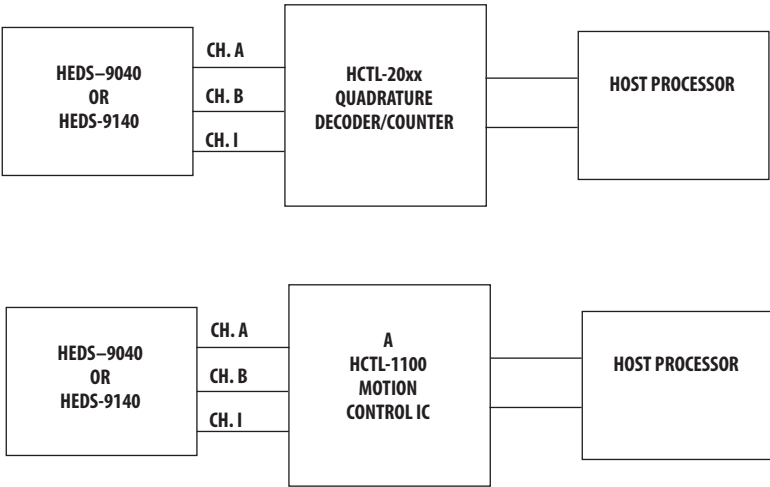 HEDS–9040
OR
HEDS-9140
CH. A
CH. B
CH. I
HCTL-20xx
QUADRATURE
DECODER/COUNTER
HOST PROCESSOR
HEDS–9040
OR
HEDS-9140
CH. A
CH. B
CH. I
A
HCTL-1100
MOTION
CONTROL IC
HOST PROCESSOR